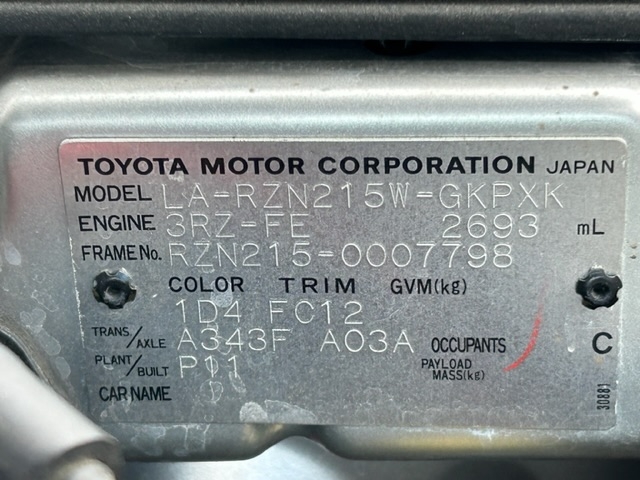 TOYOTA MOTOR CORPORATION JAPAN
MODEL LA-RZN215W-GKPXK
ENGINE 3RZ-FE 2693 mL
FRAME No. RZN215-0007798
COLOR TRIM GVM(kg)
1D4 FC12
TRANS/AXLE A343F A03A OCCUPANTS C
PLANT/BUILT P11 PAYLOAD MASS(kg)
CAR NAME
30881